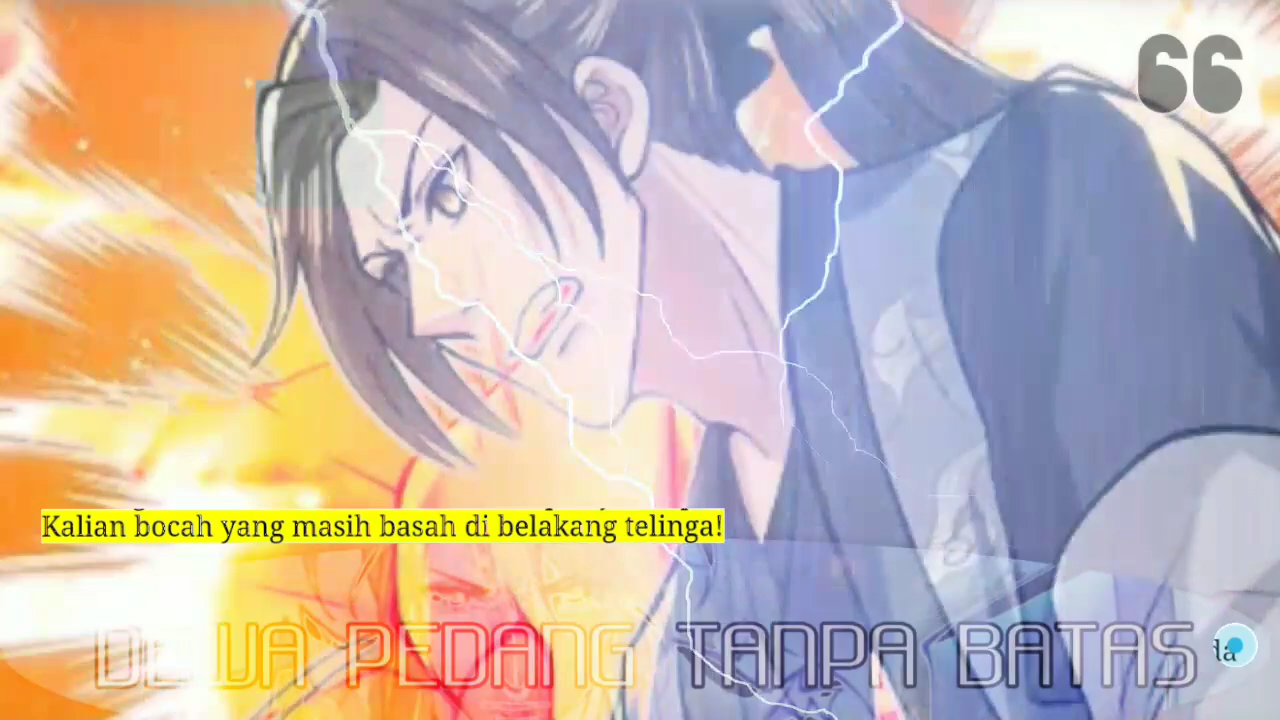 66
Kalian bocah yang masih basah di belakang telinga!
DEWA PEDANG TANPA BATAS